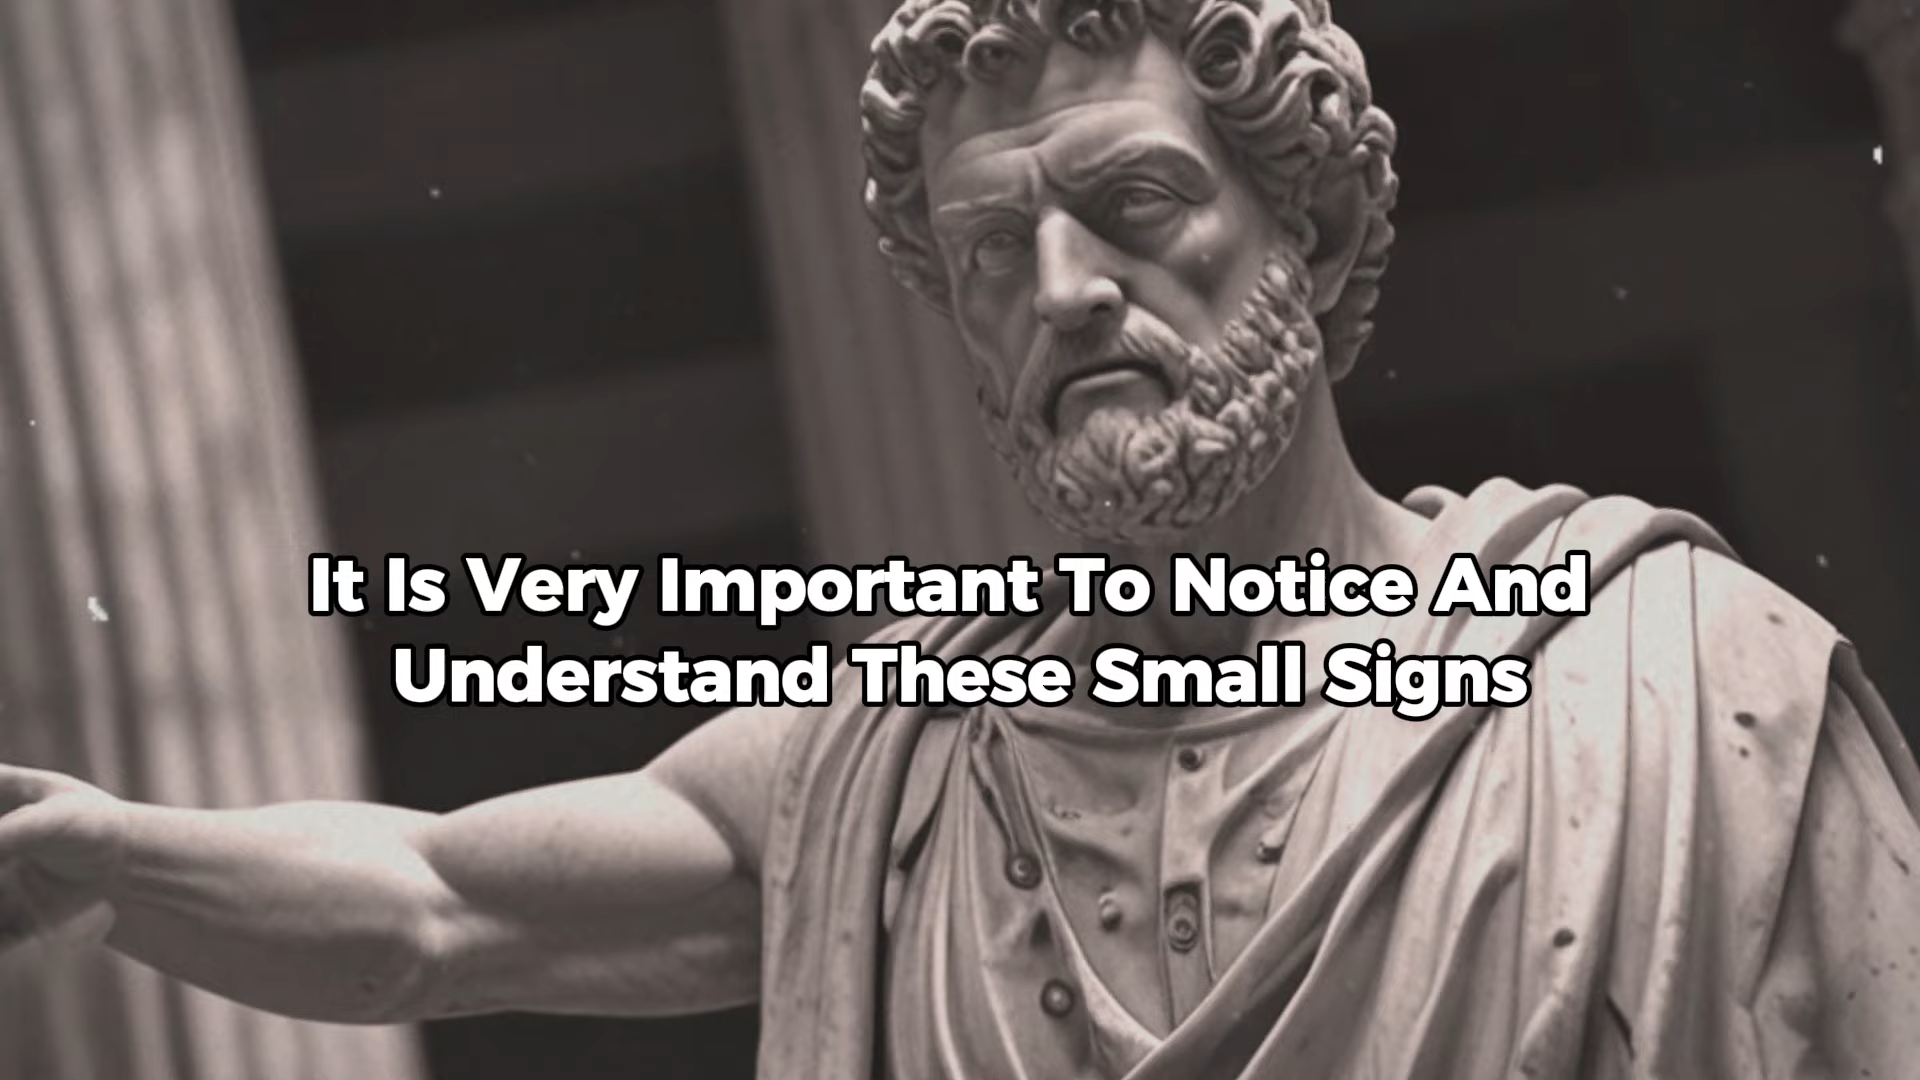 It Is Very Important To Notice And
Understand These Small Signs